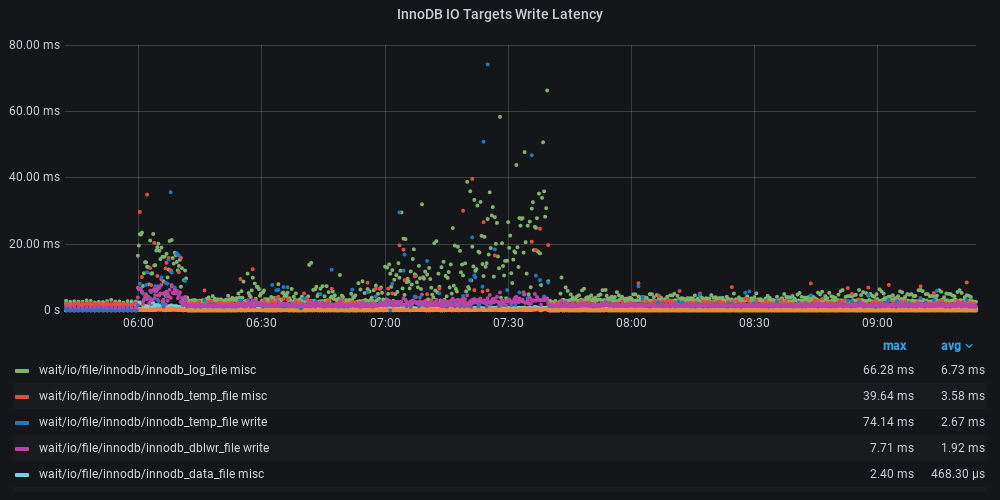 InnoDB IO Targets Write Latency
80.00 ms
60.00 ms
40.00 ms
20.00 ms
0 s
06:00 06:30 07:00 07:30 08:00 08:30 09:00
max avg
wait/io/file/innodb/innodb_log_file misc 66.28 ms 6.73 ms
wait/io/file/innodb/innodb_temp_file misc 39.64 ms 3.58 ms
wait/io/file/innodb/innodb_temp_file write 74.14 ms 2.67 ms
wait/io/file/innodb/innodb_dblwr_file write 7.71 ms 1.92 ms
wait/io/file/innodb/innodb_data_file misc 2.40 ms 468.30 µs